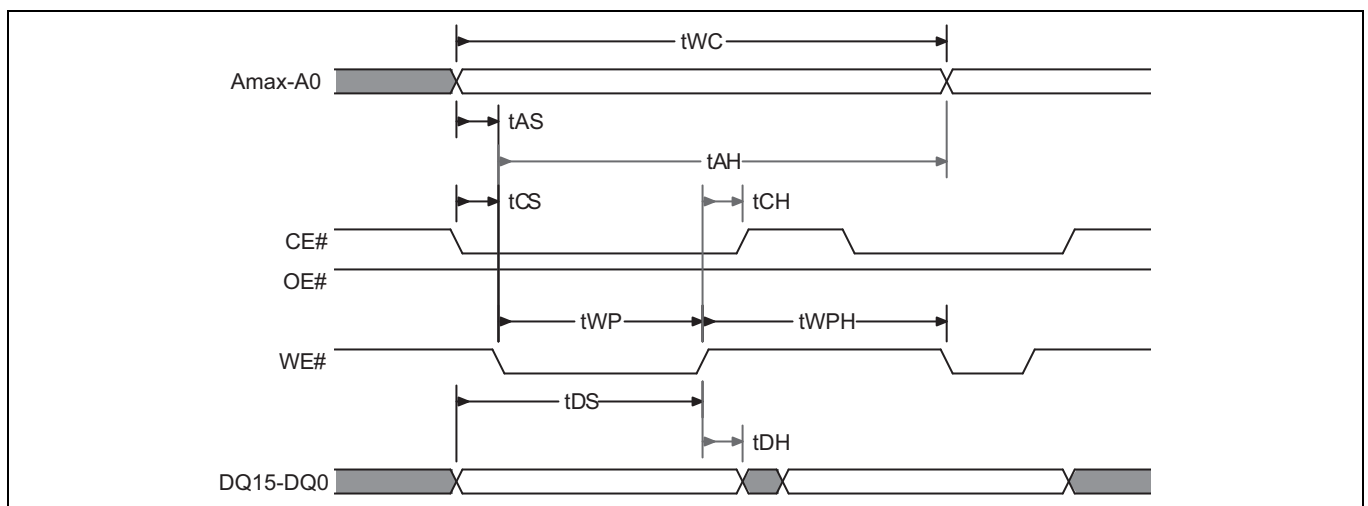 tWC
Amax-A0
tAS
tAH
tCS
tCH
CE#
OE#
tWP
tWPH
WE#
tDS
tDH
DQ15-DQ0